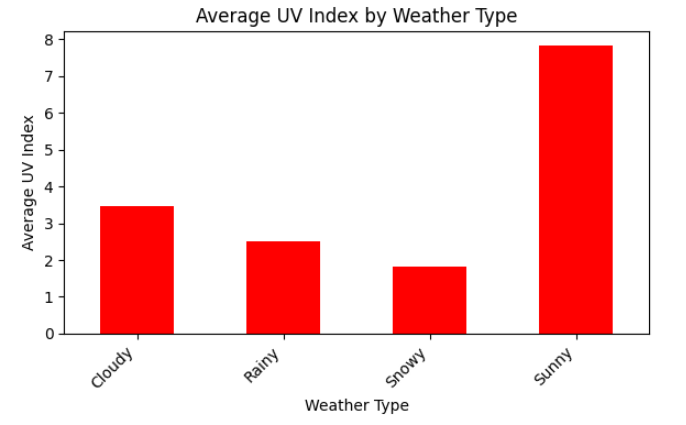 Average UV Index by Weather Type
Average UV Index
8
7
6
5
4
3
2
1
0
Cloudy
Rainy
Snowy
Sunny
Weather Type